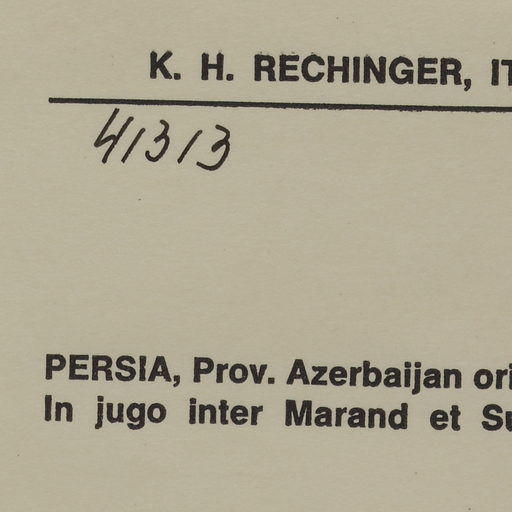 K. H. RECHINGER, IT
41313
PERSIA, Prov. Azerbaijan ori
In jugo inter Marand et Su